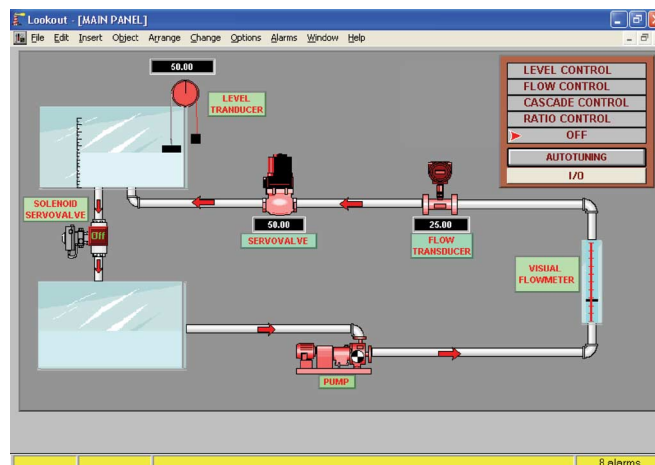 Lookout - [MAIN PANEL]
File Edit Insert Object Arrange Change Options Alarms Window Help
50.00
LEVEL
TRANDUCER
LEVEL CONTROL
FLOW CONTROL
CASCADE CONTROL
RATIO CONTROL
OFF
AUTOTUNING
I/O
SOLENOID
SERVOVALVE
Off
50.00
SERVOVALVE
25.00
FLOW
TRANSDUCER
VISUAL
FLOWMETER
PUMP
8 alarms